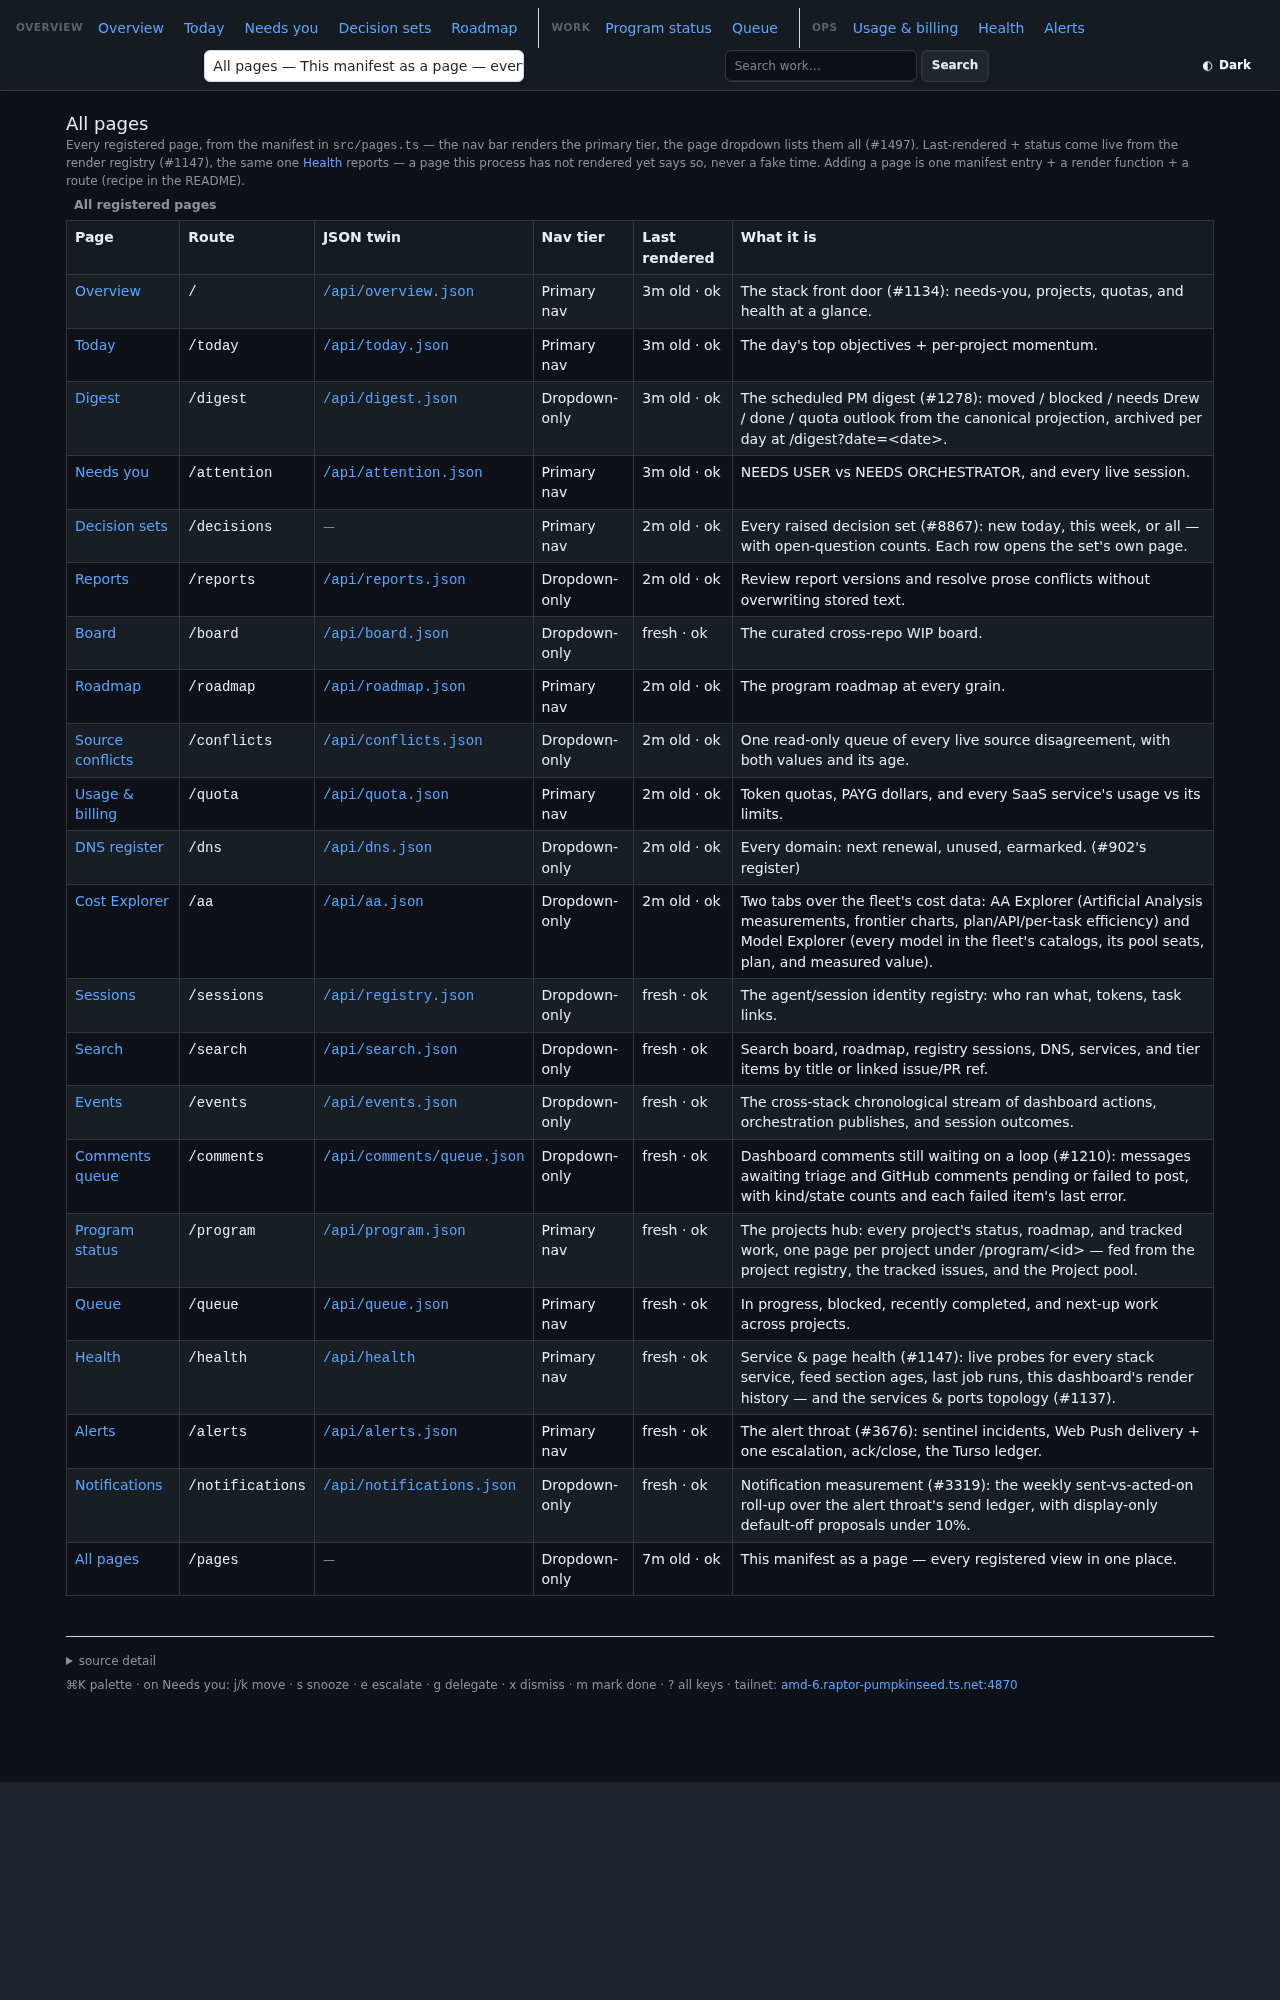 OVERVIEW Overview Today Needs you Decision sets Roadmap WORK Program status Queue OPS Usage & billing Health Alerts
All pages — This manifest as a page — ever Search work… Search ◐ Dark
All pages
Every registered page, from the manifest in src/pages.ts — the nav bar renders the primary tier, the page dropdown lists them all (#1497). Last-rendered + status come live from the
render registry (#1147), the same one Health reports — a page this process has not rendered yet says so, never a fake time. Adding a page is one manifest entry + a render function + a
route (recipe in the README).
All registered pages
Page Route JSON twin Nav tier Last rendered What it is
Overview / /api/overview.json Primary nav 3m old · ok The stack front door (#1134): needs-you, projects, quotas, and
health at a glance.
Today /today /api/today.json Primary nav 3m old · ok The day's top objectives + per-project momentum.
Digest /digest /api/digest.json Dropdown-only 3m old · ok The scheduled PM digest (#1278): moved / blocked / needs Drew
/ done / quota outlook from the canonical projection, archived per
day at /digest?date=<date>.
Needs you /attention /api/attention.json Primary nav 3m old · ok NEEDS USER vs NEEDS ORCHESTRATOR, and every live session.
Decision sets /decisions — Primary nav 2m old · ok Every raised decision set (#8867): new today, this week, or all —
with open-question counts. Each row opens the set's own page.
Reports /reports /api/reports.json Dropdown-only 2m old · ok Review report versions and resolve prose conflicts without
overwriting stored text.
Board /board /api/board.json Dropdown-only fresh · ok The curated cross-repo WIP board.
Roadmap /roadmap /api/roadmap.json Primary nav 2m old · ok The program roadmap at every grain.
Source conflicts /conflicts /api/conflicts.json Dropdown-only 2m old · ok One read-only queue of every live source disagreement, with
both values and its age.
Usage & billing /quota /api/quota.json Primary nav 2m old · ok Token quotas, PAYG dollars, and every SaaS service's usage vs its
limits.
DNS register /dns /api/dns.json Dropdown-only 2m old · ok Every domain: next renewal, unused, earmarked. (#902's
register)
Cost Explorer /aa /api/aa.json Dropdown-only 2m old · ok Two tabs over the fleet's cost data: AA Explorer (Artificial Analysis
measurements, frontier charts, plan/API/per-task efficiency) and
Model Explorer (every model in the fleet's catalogs, its pool seats,
plan, and measured value).
Sessions /sessions /api/registry.json Dropdown-only fresh · ok The agent/session identity registry: who ran what, tokens, task
links.
Search /search /api/search.json Dropdown-only fresh · ok Search board, roadmap, registry sessions, DNS, services, and tier
items by title or linked issue/PR ref.
Events /events /api/events.json Dropdown-only fresh · ok The cross-stack chronological stream of dashboard actions,
orchestration publishes, and session outcomes.
Comments queue /comments /api/comments/queue.json Dropdown-only fresh · ok Dashboard comments still waiting on a loop (#1210): messages
awaiting triage and GitHub comments pending or failed to post,
with kind/state counts and each failed item's last error.
Program status /program /api/program.json Primary nav fresh · ok The projects hub: every project's status, roadmap, and tracked
work, one page per project under /program/<id> — fed from the
project registry, the tracked issues, and the Project pool.
Queue /queue /api/queue.json Primary nav fresh · ok In progress, blocked, recently completed, and next-up work
across projects.
Health /health /api/health Primary nav fresh · ok Service & page health (#1147): live probes for every stack
service, feed section ages, last job runs, this dashboard's render
history — and the services & ports topology (#1137).
Alerts /alerts /api/alerts.json Primary nav fresh · ok The alert throat (#3676): sentinel incidents, Web Push delivery +
one escalation, ack/close, the Turso ledger.
Notifications /notifications /api/notifications.json Dropdown-only fresh · ok Notification measurement (#3319): the weekly sent-vs-acted-on
roll-up over the alert throat's send ledger, with display-only
default-off proposals under 10%.
All pages /pages — Dropdown-only 7m old · ok This manifest as a page — every registered view in one place.
▶ source detail
⌘K palette · on Needs you: j/k move · s snooze · e escalate · g delegate · x dismiss · m mark done · ? all keys · tailnet: amd-6.raptor-pumpkinseed.ts.net:4870